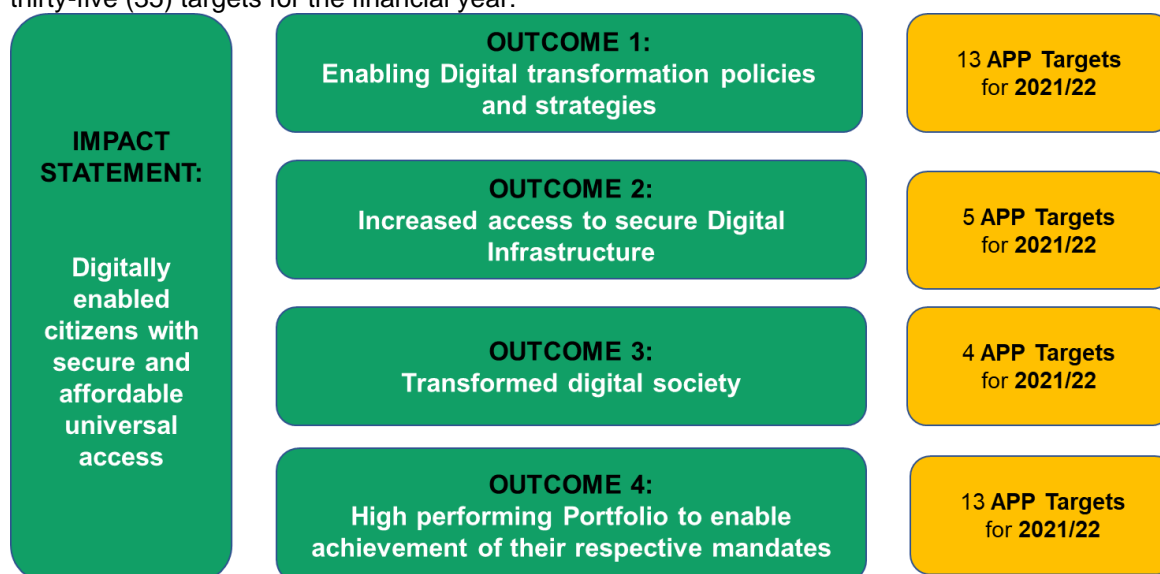 thirty-five (35) targets for the financial year.
IMPACT
STATEMENT:
Digitally
enabled
citizens with
secure and
affordable
universal
access
OUTCOME 1:
Enabling Digital transformation policies
and strategies
13 APP Targets
for 2021/22
OUTCOME 2:
Increased access to secure Digital
Infrastructure
5 APP Targets
for 2021/22
OUTCOME 3:
Transformed digital society
4 APP Targets
for 2021/22
OUTCOME 4:
High performing Portfolio to enable
achievement of their respective mandates
13 APP Targets
for 2021/22